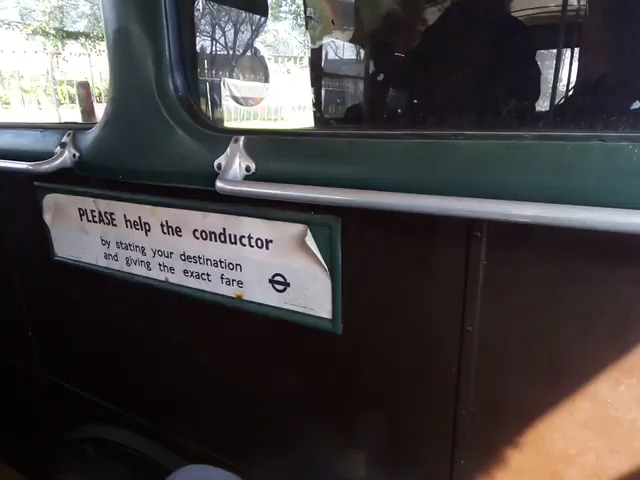 PLEASE help the conductor
by stating your destination
and giving the exact fare